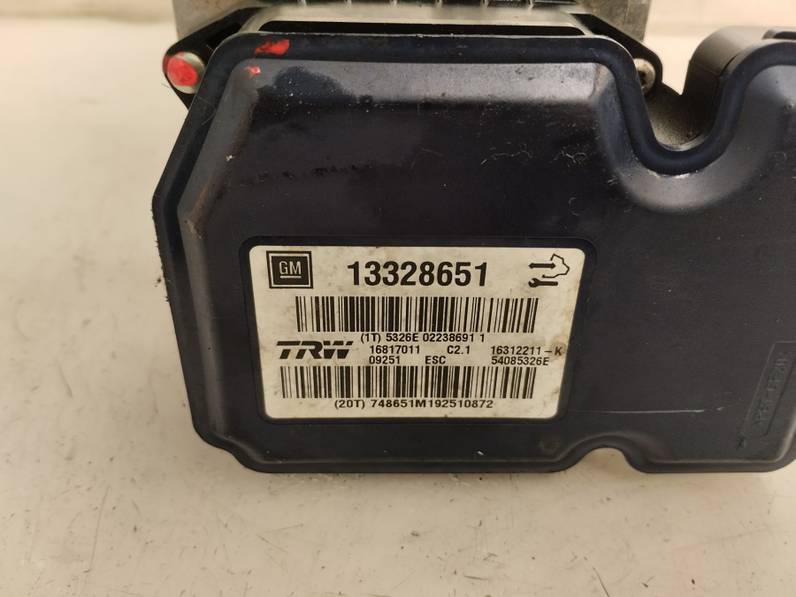 GM 13328651
(1T) 5326E 02238691 1
TRW 16817011 C2.1 16312211-K
09251 ESC 54085326E
(20T) 748651M192510872